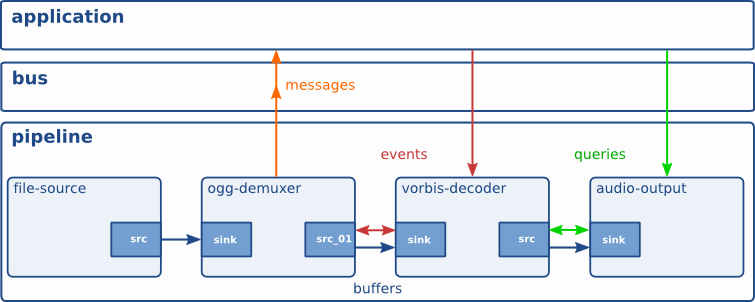 application
bus
messages
pipeline
events
queries
file-source
ogg-demuxer
vorbis-decoder
audio-output
src
sink
src_01
sink
src
sink
buffers